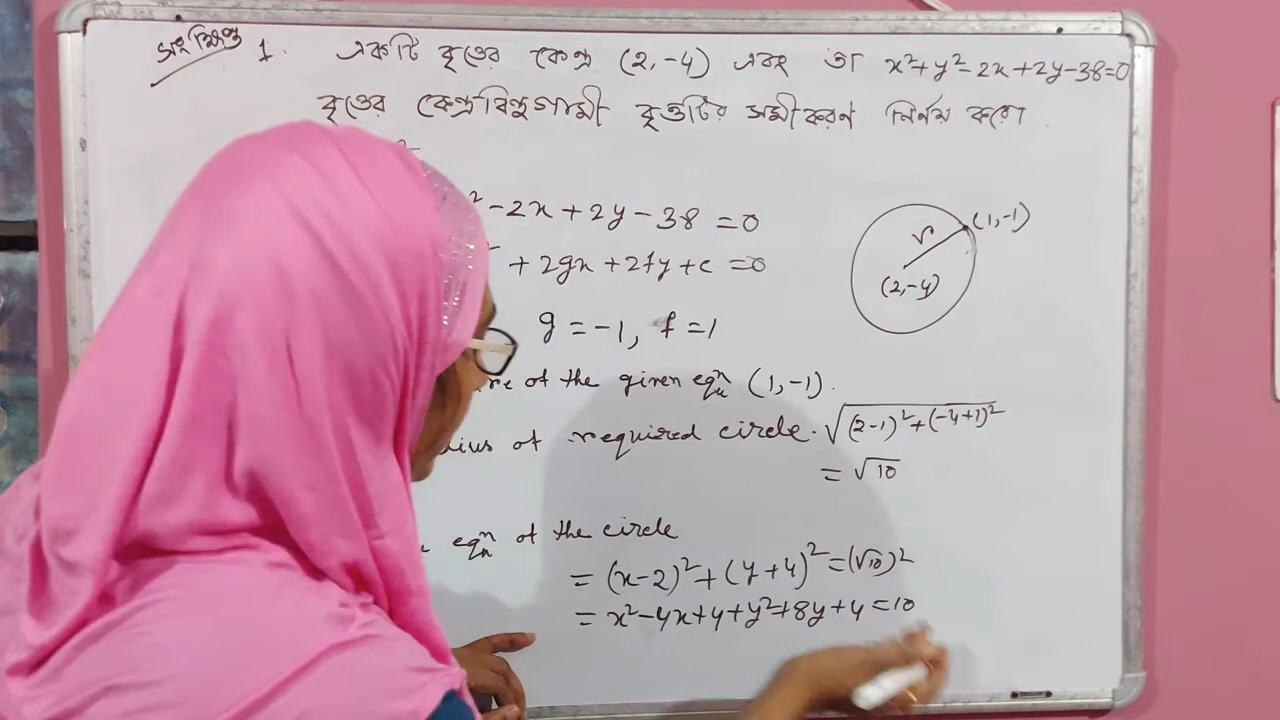 সংক্ষিপ্ত 1. একটি বৃত্তের কেন্দ্র (2,-4) এবং তা x²+y²-2x+2y-38=0
বৃত্তের কেন্দ্রবিন্দুগামী বৃত্তটির সমীকরণ নির্ণয় করো
² -2x+2y-38=0
+2gx+2fy+c=0
g=-1, f=1
(1,-1)
r
(2,-4)
of the given eqn (1,-1).
of required circle. √(2-1)²+(-4+1)²
= √10
eqn of the circle
= (x-2)²+(y+4)²=(√10)²
= x²-4x+4+y²+8y+4=10